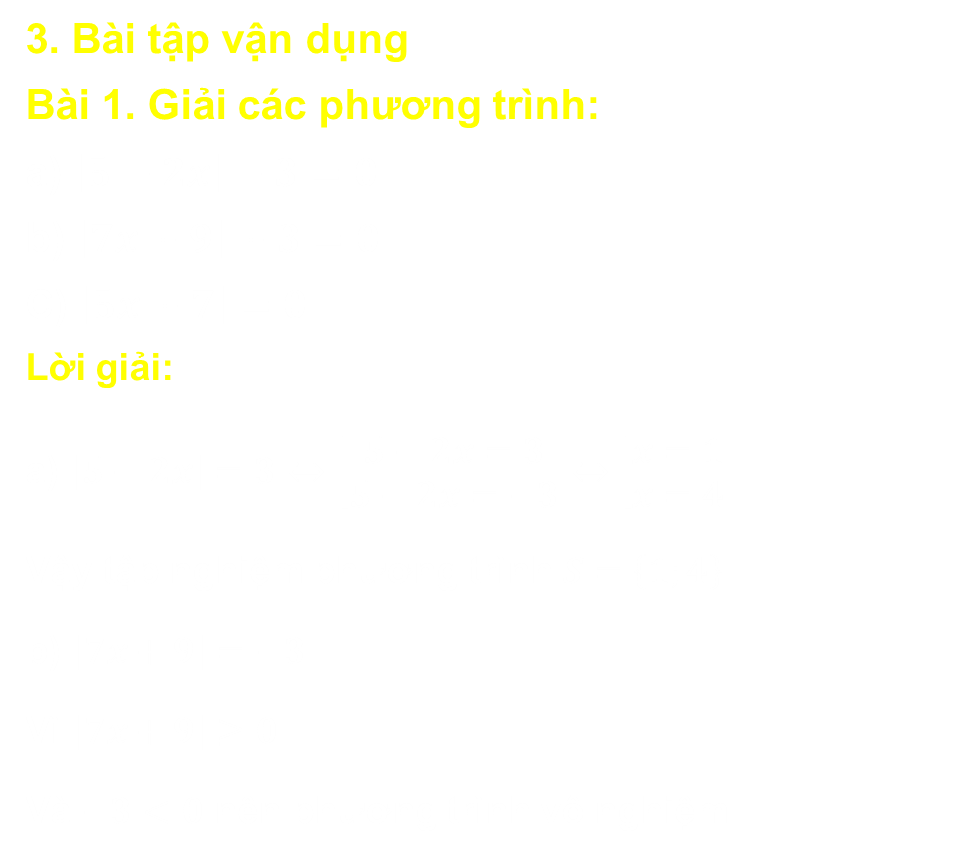 3. Bài tập vận dụng
Bài 1. Giải các phương trình:
Lời giải: